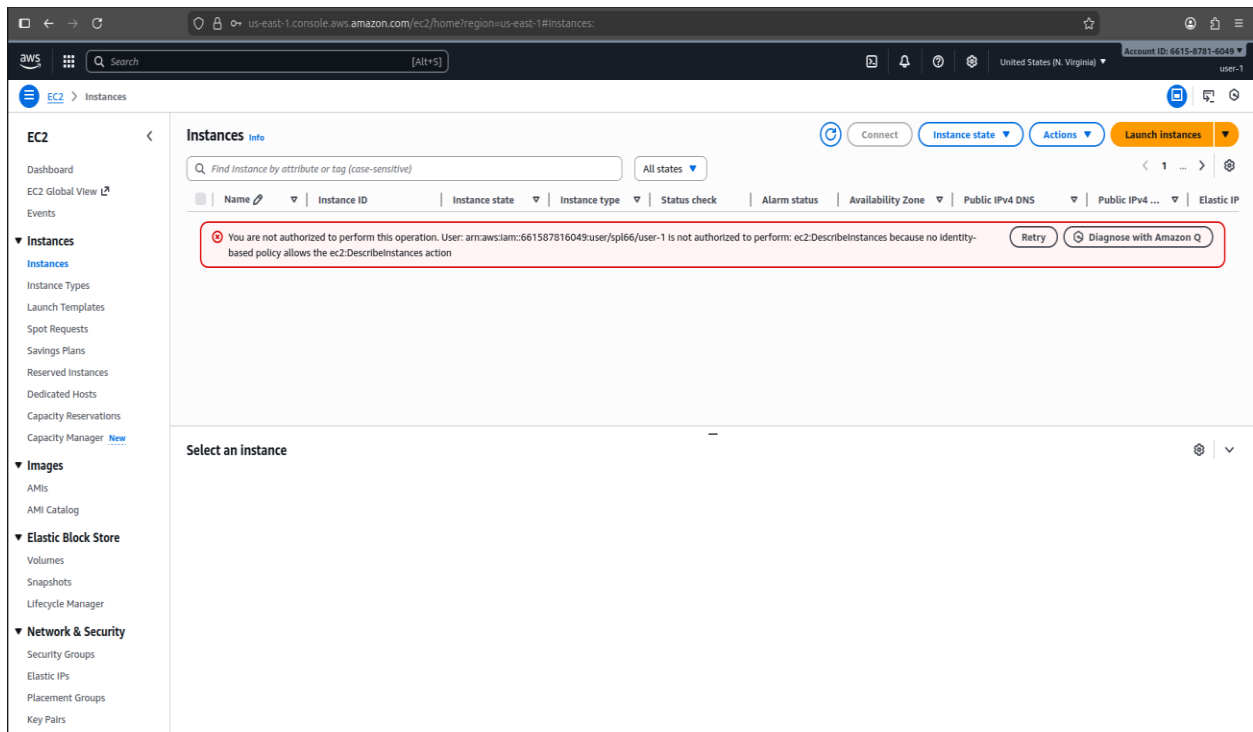 us-east-1.console.aws.amazon.com/ec2/home?region=us-east-1#Instances:
aws
Search
[Alt+S]
United States (N. Virginia)
Account ID: 6615-8781-6049
user-1
EC2 > Instances
EC2
Dashboard
EC2 Global View
Events
Instances
Instances
Instance Types
Launch Templates
Spot Requests
Savings Plans
Reserved Instances
Dedicated Hosts
Capacity Reservations
Capacity Manager New
Images
AMIs
AMI Catalog
Elastic Block Store
Volumes
Snapshots
Lifecycle Manager
Network & Security
Security Groups
Elastic IPs
Placement Groups
Key Pairs
Instances Info
Connect
Instance state
Actions
Launch instances
Find Instance by attribute or tag (case-sensitive)
All states
1 ...
Name
Instance ID
Instance state
Instance type
Status check
Alarm status
Availability Zone
Public IPv4 DNS
Public IPv4 ...
Elastic IP
You are not authorized to perform this operation. User: arn:aws:iam::661587816049:user/spl66/user-1 is not authorized to perform: ec2:DescribeInstances because no identity-
based policy allows the ec2:DescribeInstances action
Retry
Diagnose with Amazon Q
Select an instance